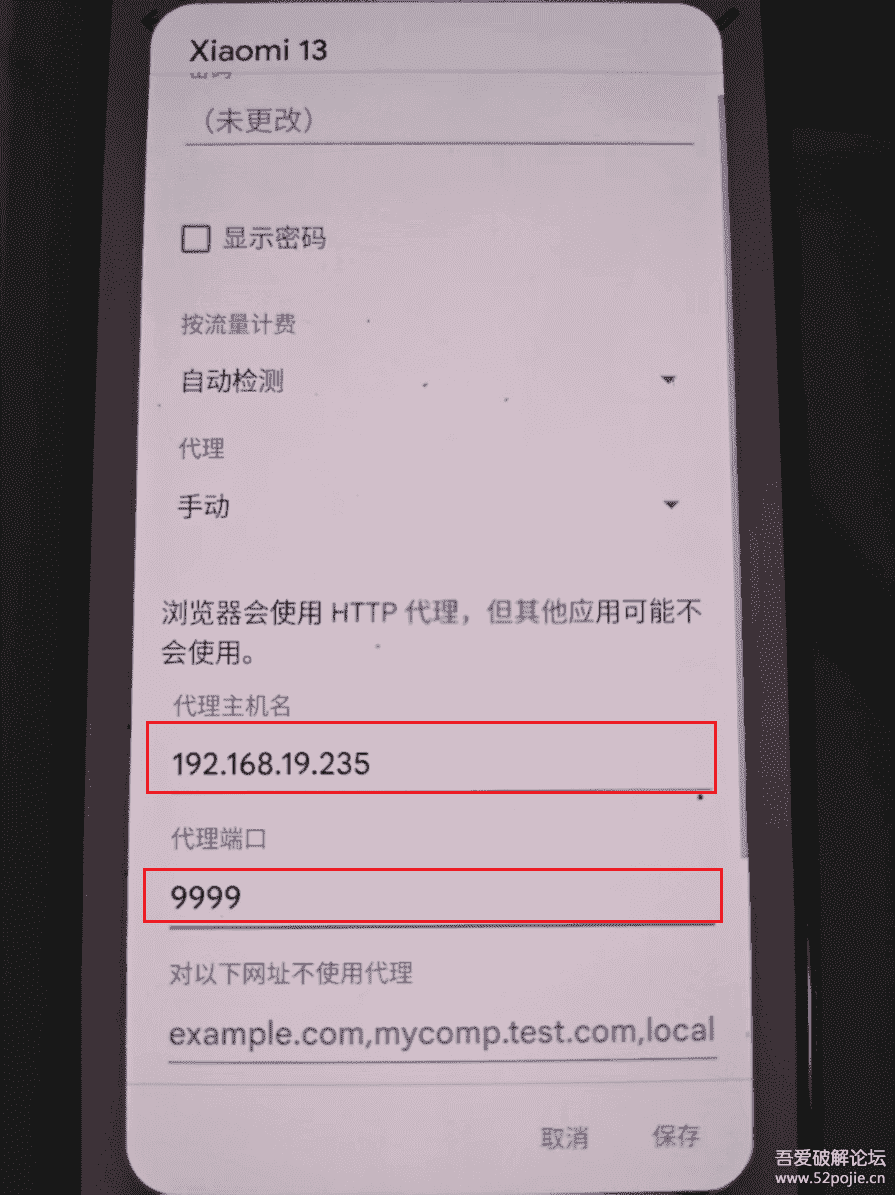 Xiaomi 13
密码
（未更改）
显示密码
按流量计费
自动检测
代理
手动
浏览器会使用 HTTP 代理，但其他应用可能不
会使用。
代理主机名
192.168.19.235
代理端口
9999
对以下网址不使用代理
example.com,mycomp.test.com,local
取消 保存
吾爱破解论坛
www.52pojie.cn